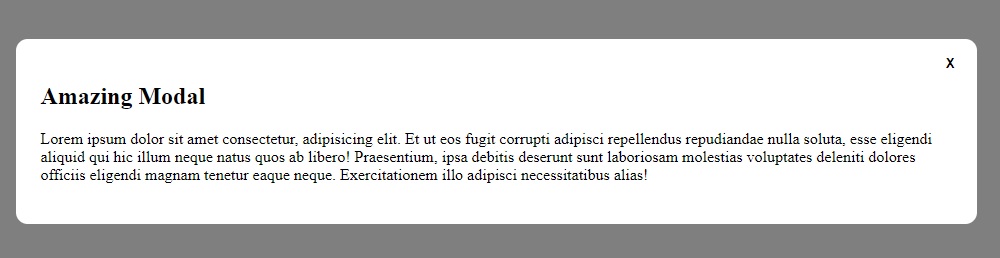 X
Amazing Modal
Lorem ipsum dolor sit amet consectetur, adipisicing elit. Et ut eos fugit corrupti adipisci repellendus repudiandae nulla soluta, esse eligendi
aliquid qui hic illum neque natus quos ab libero! Praesentium, ipsa debitis deserunt sunt laboriosam molestias voluptates deleniti dolores
officiis eligendi magnam tenetur eaque neque. Exercitationem illo adipisci necessitatibus alias!